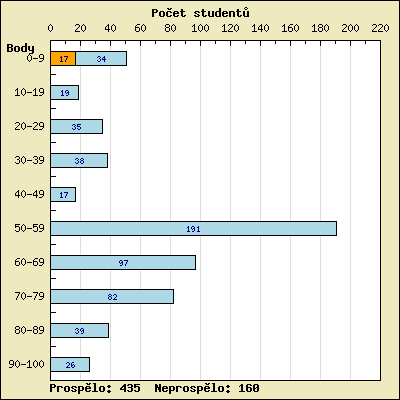 Počet studentů
0 20 40 60 80 100 120 140 160 180 200 220
Body
0-9 17 34
10-19 19
20-29 35
30-39 38
40-49 17
50-59 191
60-69 97
70-79 82
80-89 39
90-100 26
Prospělo: 435 Neprospělo: 160